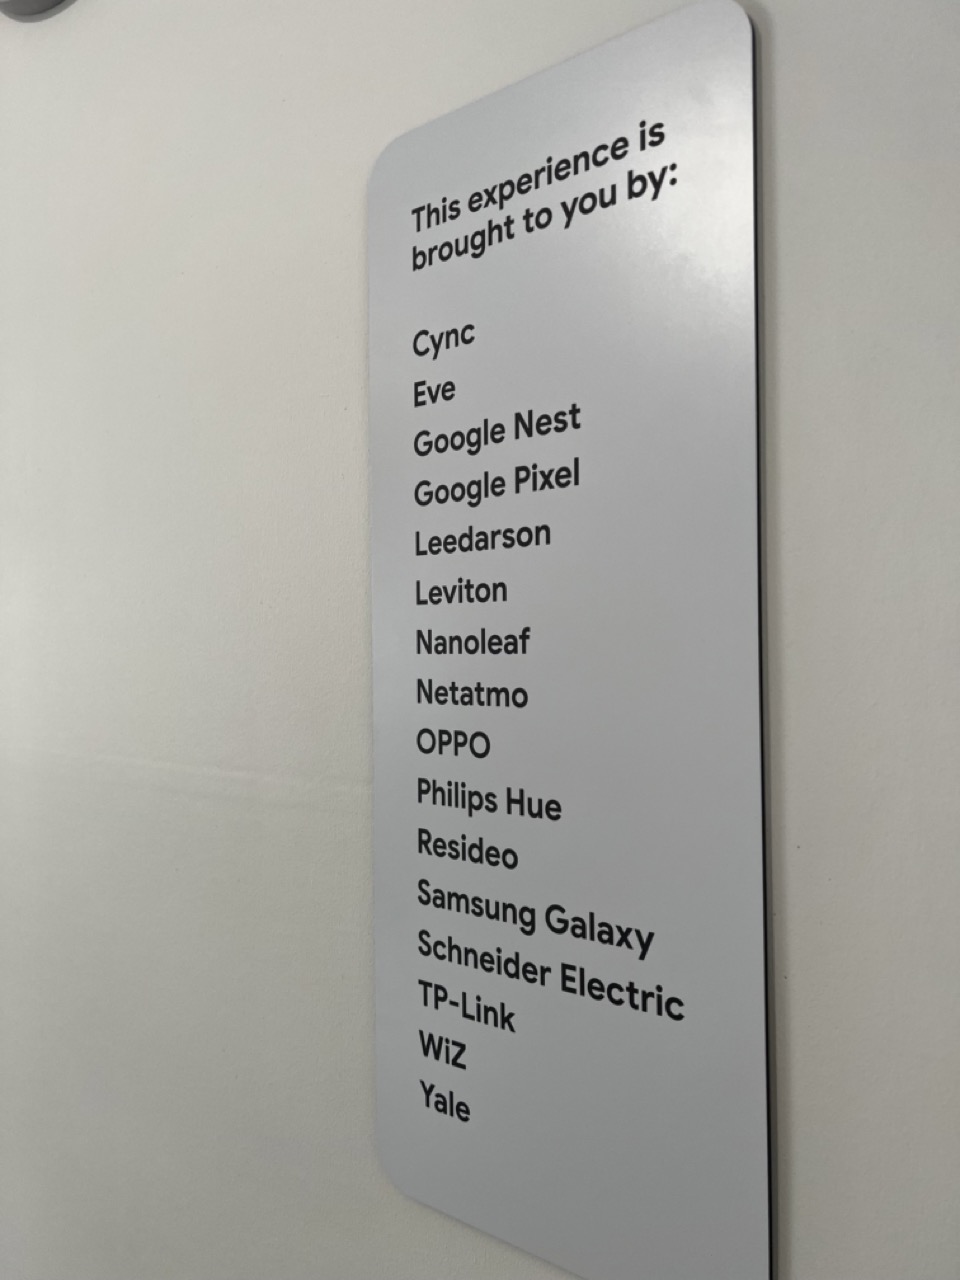 This experience is
brought to you by:
Cync
Eve
Google Nest
Google Pixel
Leedarson
Leviton
Nanoleaf
Netatmo
OPPO
Philips Hue
Resideo
Samsung Galaxy
Schneider Electric
TP-Link
WiZ
Yale